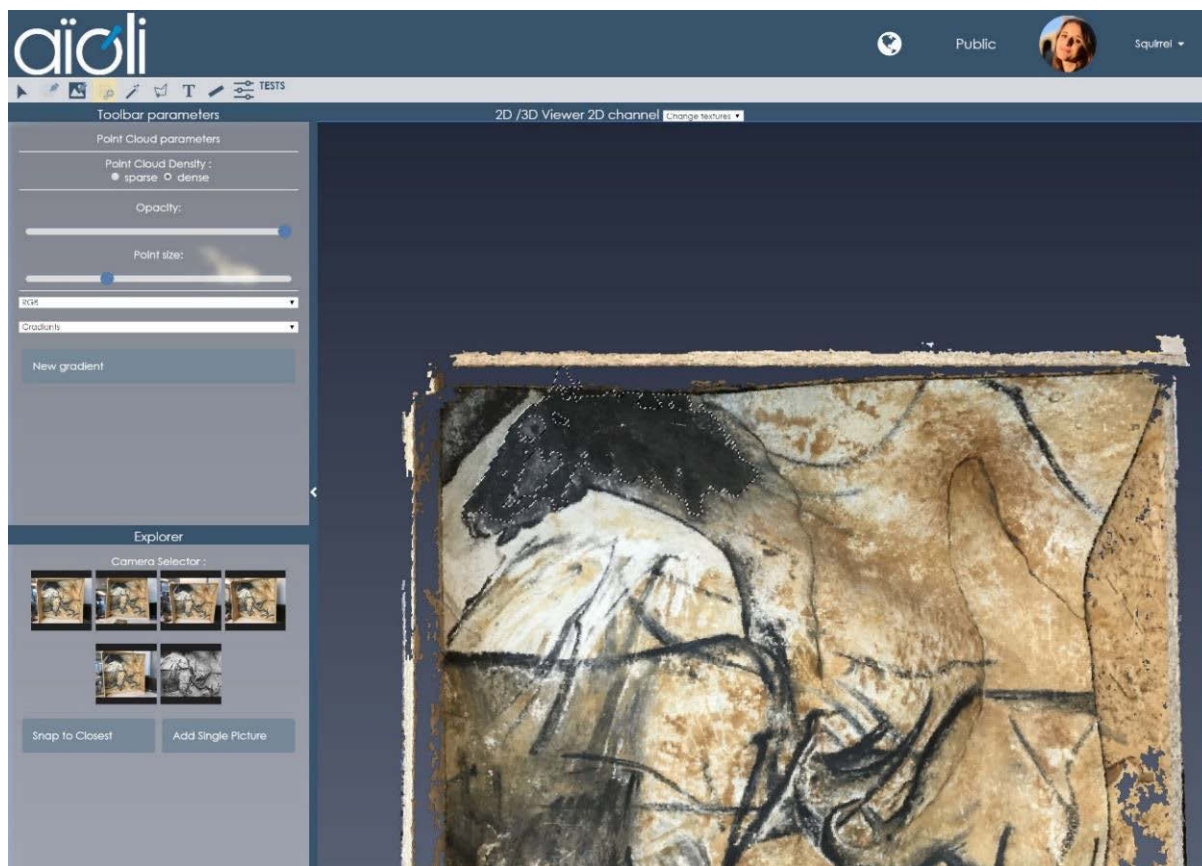 aïoli
Public
Squirrel
T
TESTS
Toolbar parameters
2D /3D Viewer 2D channel
Change textures
Point Cloud parameters
Point Cloud Density :
sparse
dense
Opacity:
Point size:
RGB
Gradients
New gradient
Explorer
Camera Selector :
Snap to Closest
Add Single Picture